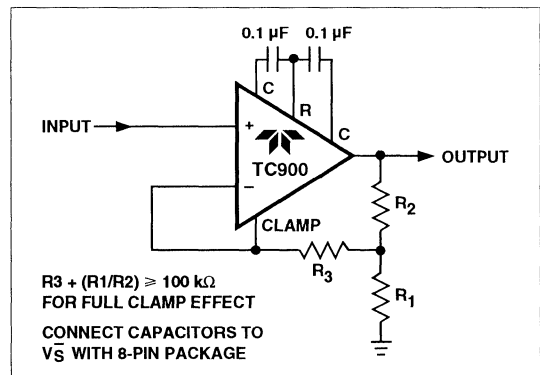 0.1 µF 0.1 µF
C
R
INPUT
+
C
TC900
OUTPUT
−
R2
CLAMP
R3
R1
R3 + (R1/R2) ≥ 100 kΩ
FOR FULL CLAMP EFFECT
CONNECT CAPACITORS TO
VS̅ WITH 8-PIN PACKAGE